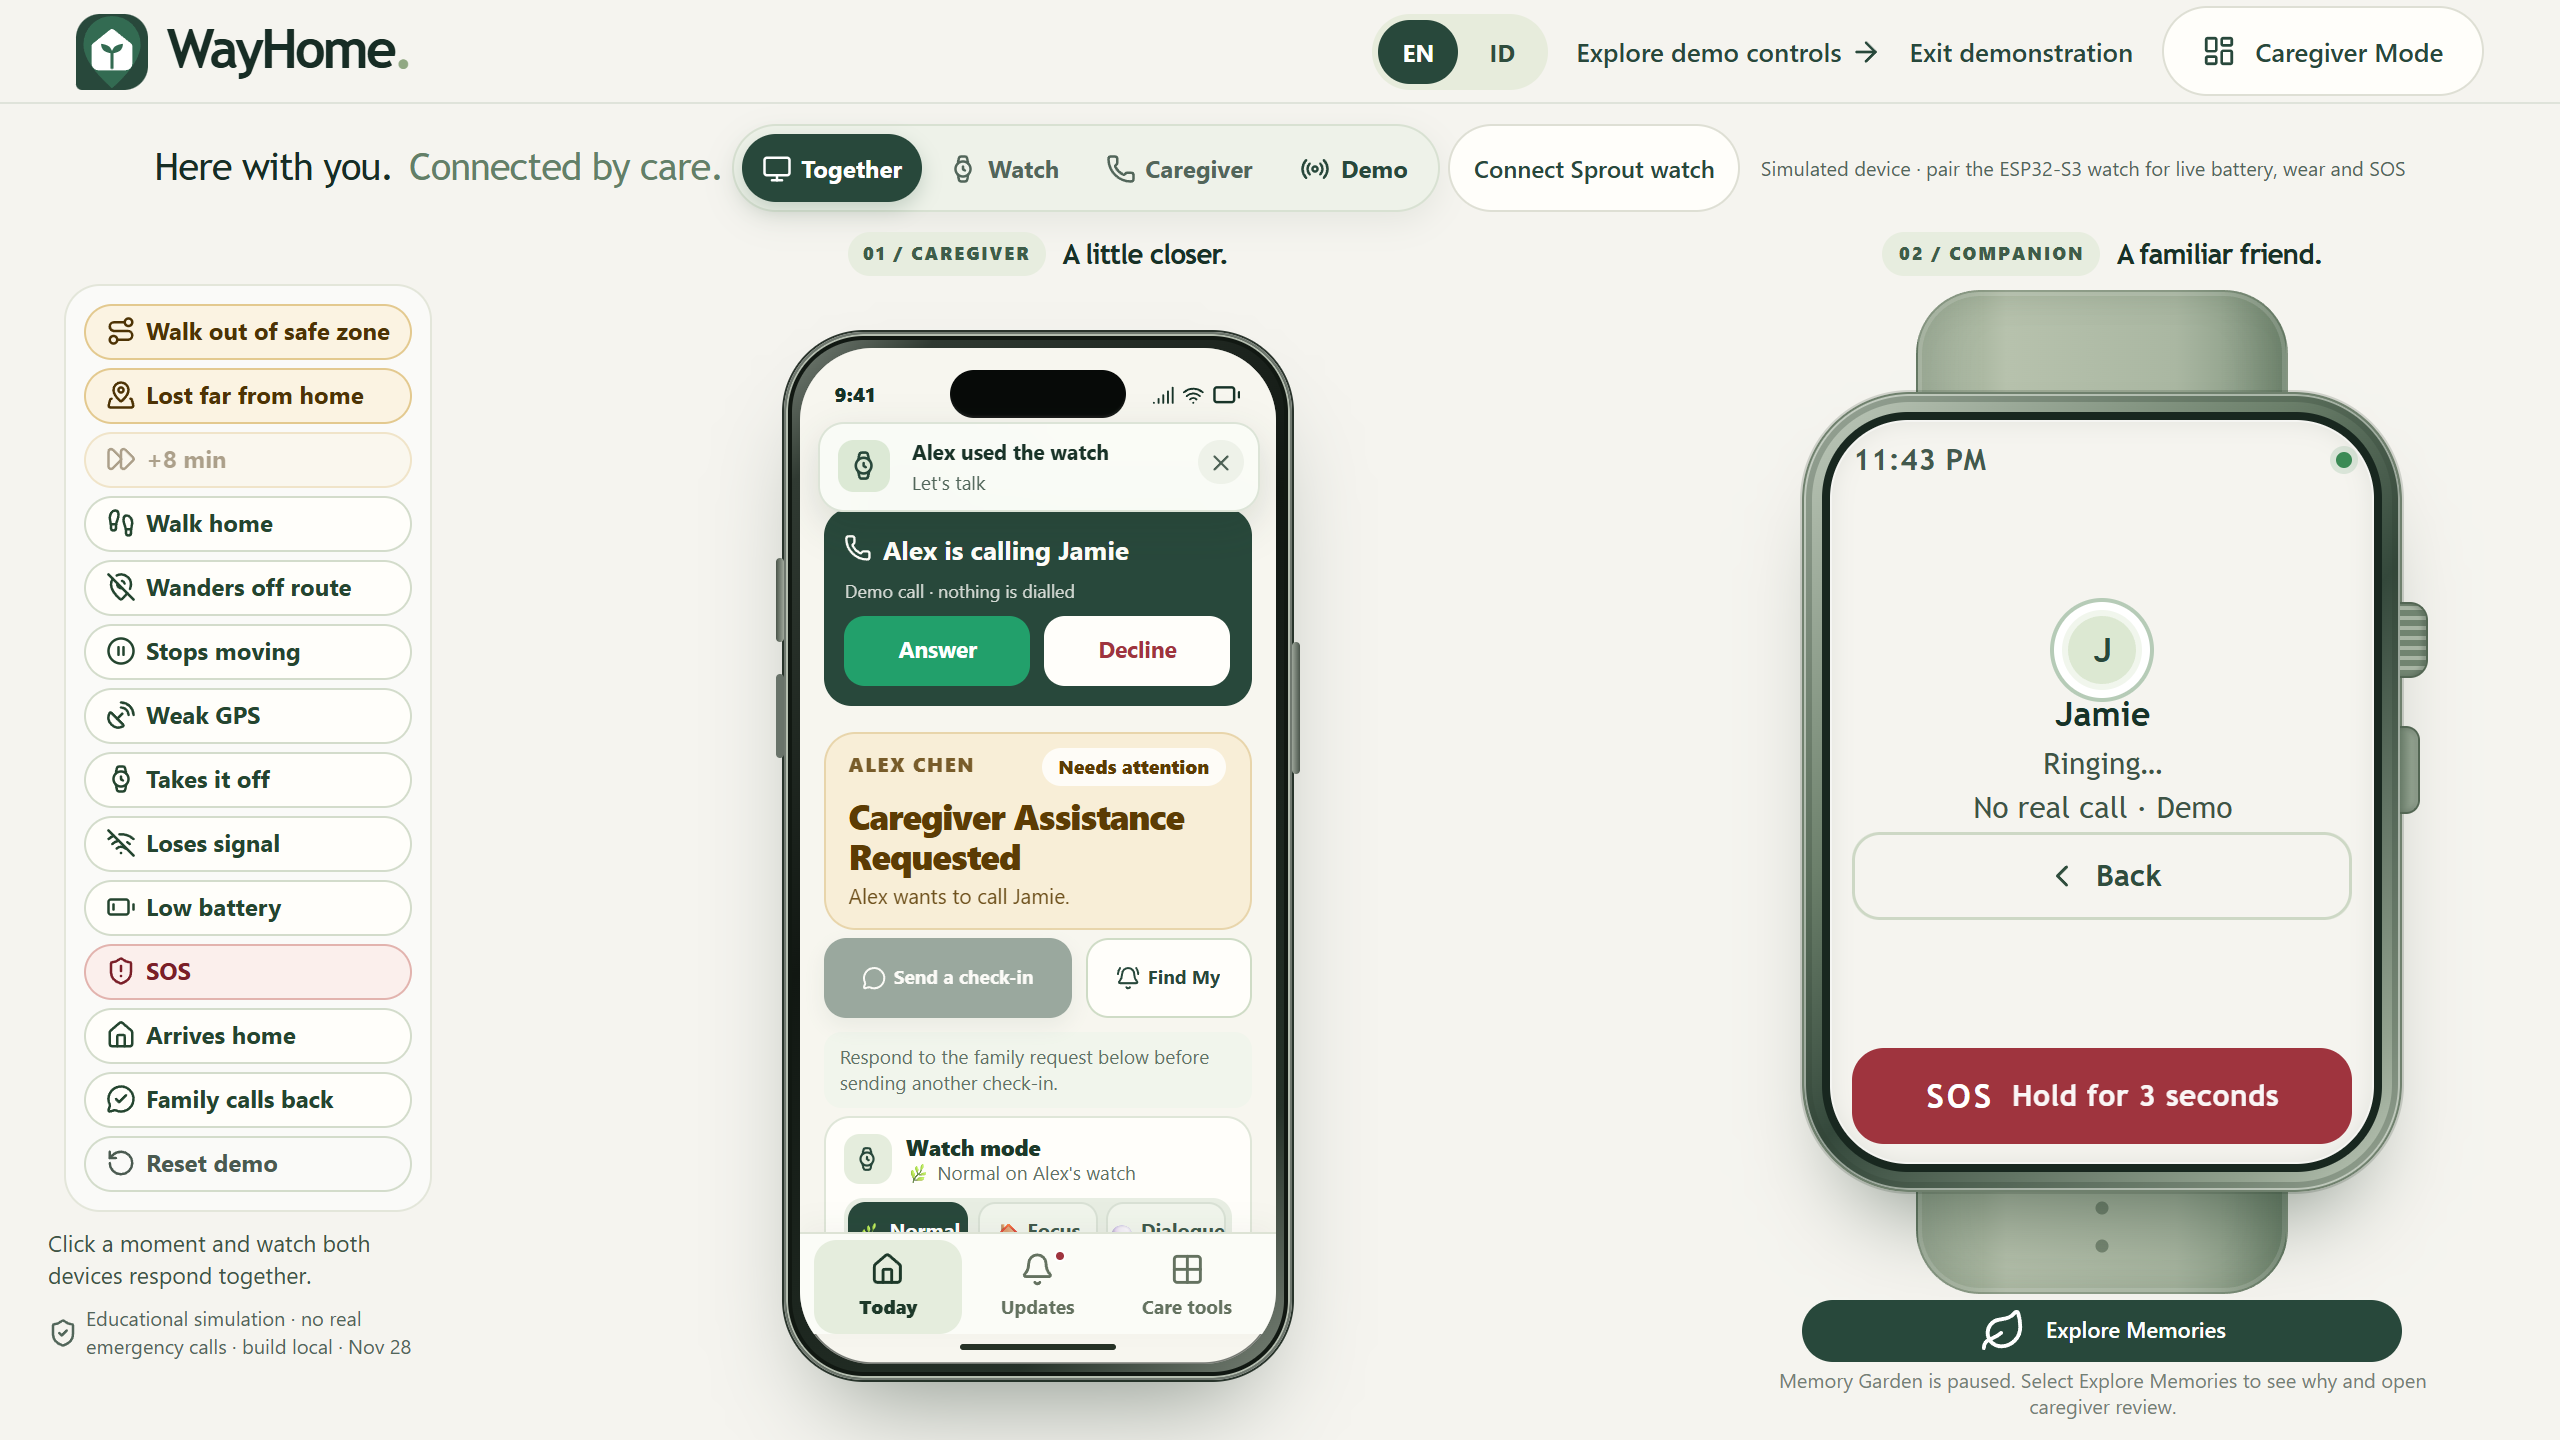 WayHome.
EN
ID
Explore demo controls
Exit demonstration
Caregiver Mode
Here with you. Connected by care.
Together
Watch
Caregiver
Demo
Connect Sprout watch
Simulated device · pair the ESP32-S3 watch for live battery, wear and SOS
01 / CAREGIVER
A little closer.
02 / COMPANION
A familiar friend.
Walk out of safe zone
Lost far from home
+8 min
Walk home
Wanders off route
Stops moving
Weak GPS
Takes it off
Loses signal
Low battery
SOS
Arrives home
Family calls back
Reset demo
Click a moment and watch both
devices respond together.
Educational simulation · no real
emergency calls · build local · Nov 28
9:41
Alex used the watch
Let's talk
Alex is calling Jamie
Demo call · nothing is dialled
Answer
Decline
ALEX CHEN
Needs attention
Caregiver Assistance
Requested
Alex wants to call Jamie.
Send a check-in
Find My
Respond to the family request below before
sending another check-in.
Watch mode
Normal on Alex's watch
Normal
Focus
Dialogue
Today
Updates
Care tools
11:43 PM
J
Jamie
Ringing...
No real call · Demo
Back
SOS Hold for 3 seconds
Explore Memories
Memory Garden is paused. Select Explore Memories to see why and open
caregiver review.